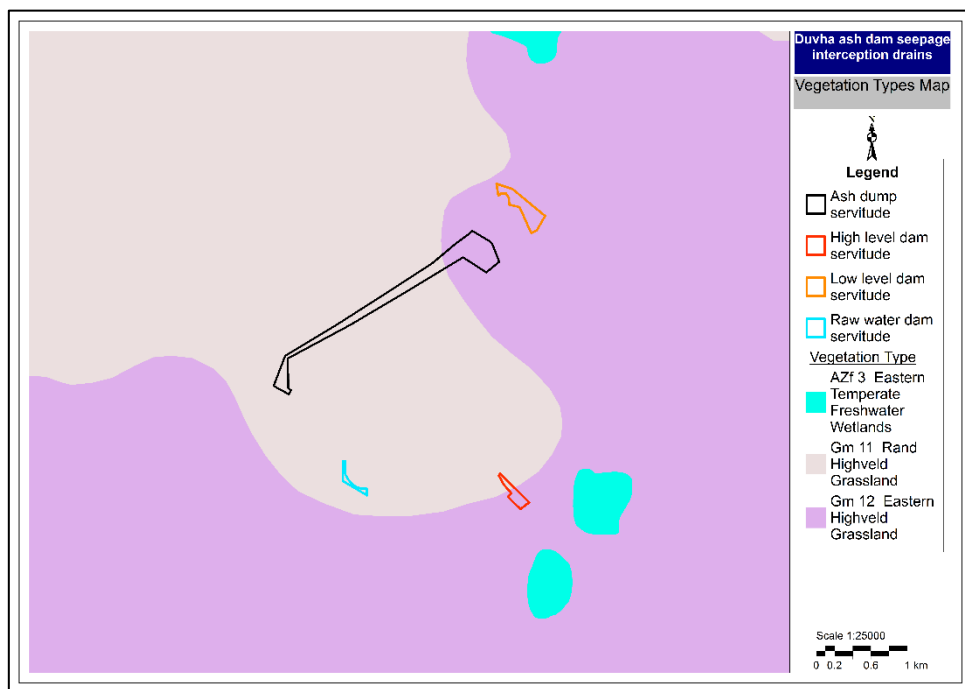 Duvha ash dam seepage
interception drains
Vegetation Types Map
N
Legend
Ash dump
servitude
High level dam
servitude
Low level dam
servitude
Raw water dam
servitude
Vegetation Type
AZf 3 Eastern
Temperate
Freshwater
Wetlands
Gm 11 Rand
Highveld
Grassland
Gm 12 Eastern
Highveld
Grassland
Scale 1:25000
0 0.2 0.6 1 km